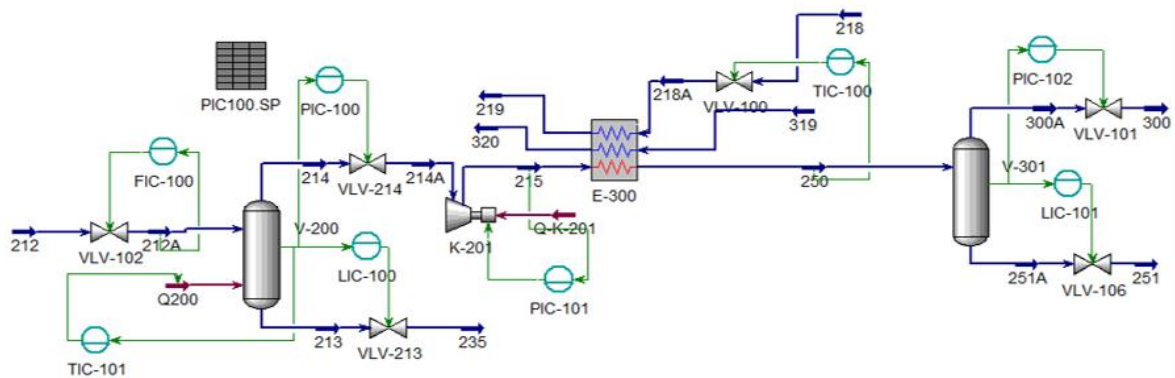 218
PIC-100
PIC-102
PIC100.SP
TIC-100
218A
VLV-100
219
300A
300
VLV-101
319
320
FIC-100
214
214A
VLV-214
215
250
V-301
E-300
LIC-101
V-200
K-201
Q-K-201
212
212A
VLV-102
LIC-100
251A
251
VLV-106
Q200
PIC-101
213
235
VLV-213
TIC-101